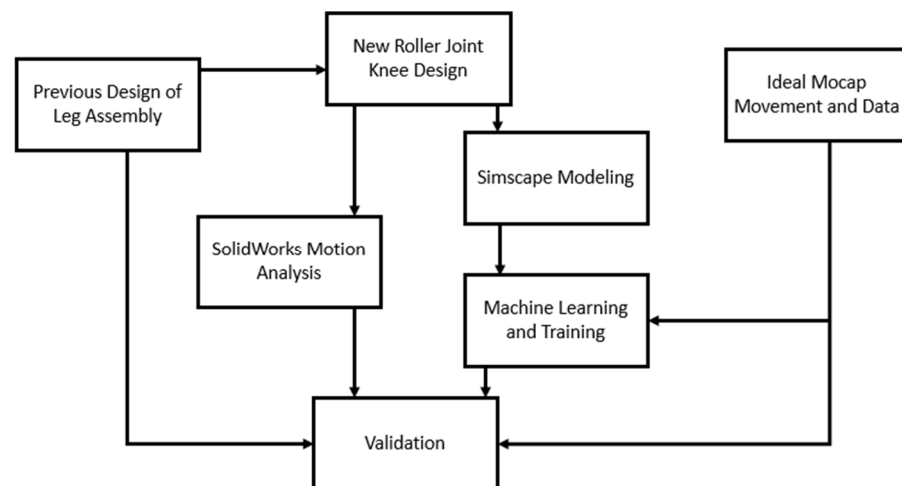 New Roller Joint
Knee Design
Previous Design of
Leg Assembly
Ideal Mocap
Movement and Data
Simscape Modeling
SolidWorks Motion
Analysis
Machine Learning
and Training
Validation